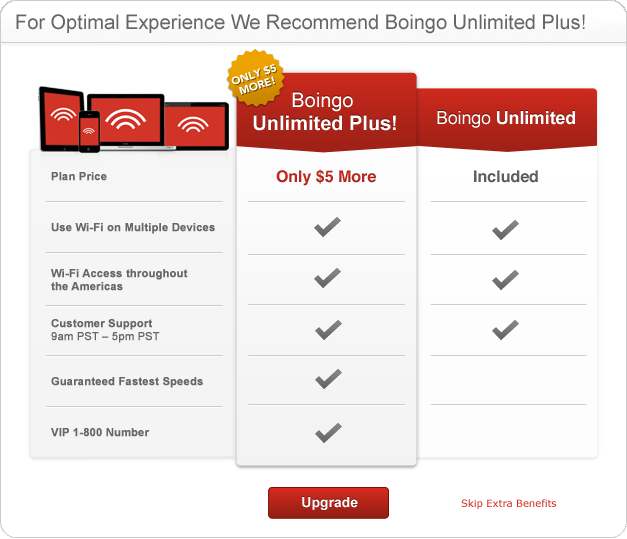 For Optimal Experience We Recommend Boingo Unlimited Plus!
ONLY $5
MORE!
Boingo
Unlimited Plus!
Boingo Unlimited
Plan Price
Only $5 More
Included
Use Wi-Fi on Multiple Devices
Wi-Fi Access throughout
the Americas
Customer Support
9am PST – 5pm PST
Guaranteed Fastest Speeds
VIP 1-800 Number
Upgrade
Skip Extra Benefits